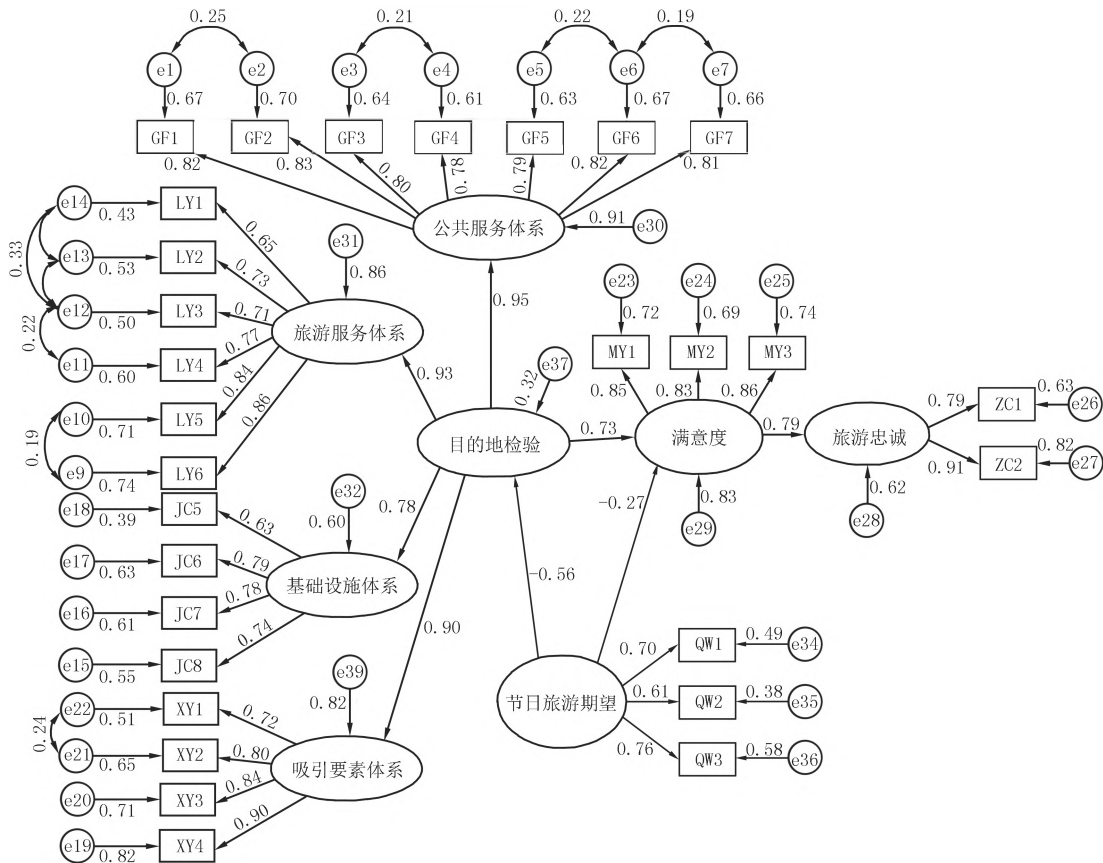 0.25
0.21
0.22
0.19
e1
e2
e3
e4
e5
e6
e7
0.67
0.70
0.64
0.61
0.63
0.67
0.66
GF1
GF2
GF3
GF4
GF5
GF6
GF7
0.82
0.83
0.80
0.78
0.79
0.82
0.81
公共服务体系
0.91
e30
0.95
e14
0.43
LY1
e13
0.53
LY2
e12
0.50
LY3
e11
0.60
LY4
e10
0.71
LY5
e9
0.74
LY6
0.33
0.22
0.19
0.65
0.73
0.71
0.77
0.84
0.86
e31
0.86
旅游服务体系
0.93
e37
0.32
目的地检验
0.73
e23
e24
e25
0.72
0.69
0.74
MY1
MY2
MY3
0.85
0.83
0.86
满意度
0.79
旅游忠诚
0.79
ZC1
0.63
e26
0.91
ZC2
0.82
e27
0.62
e28
0.83
e29
-0.27
-0.56
e18
0.39
JC5
e17
0.63
JC6
e16
0.61
JC7
e15
0.55
JC8
0.63
0.79
0.78
0.74
e32
0.60
基础设施体系
0.78
0.90
e22
0.51
XY1
e21
0.65
XY2
e20
0.71
XY3
e19
0.82
XY4
0.24
0.72
0.80
0.84
0.90
e39
0.82
吸引要素体系
节日旅游期望
0.70
QW1
0.49
e34
0.61
QW2
0.38
e35
0.76
QW3
0.58
e36